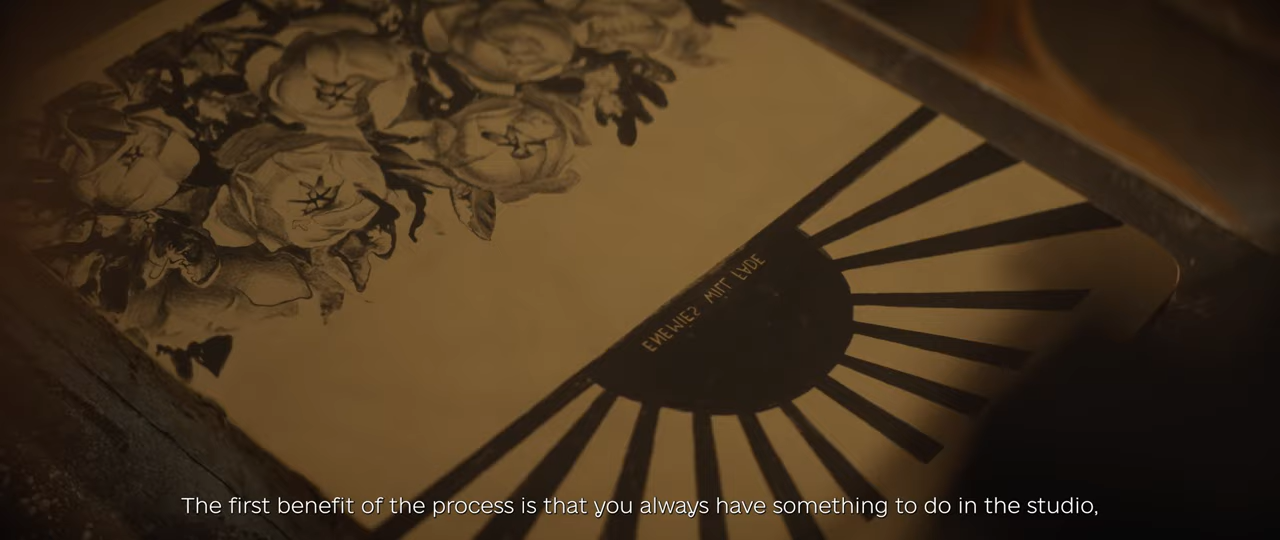 ENEMIES WILL FADE
The first benefit of the process is that you always have something to do in the studio,